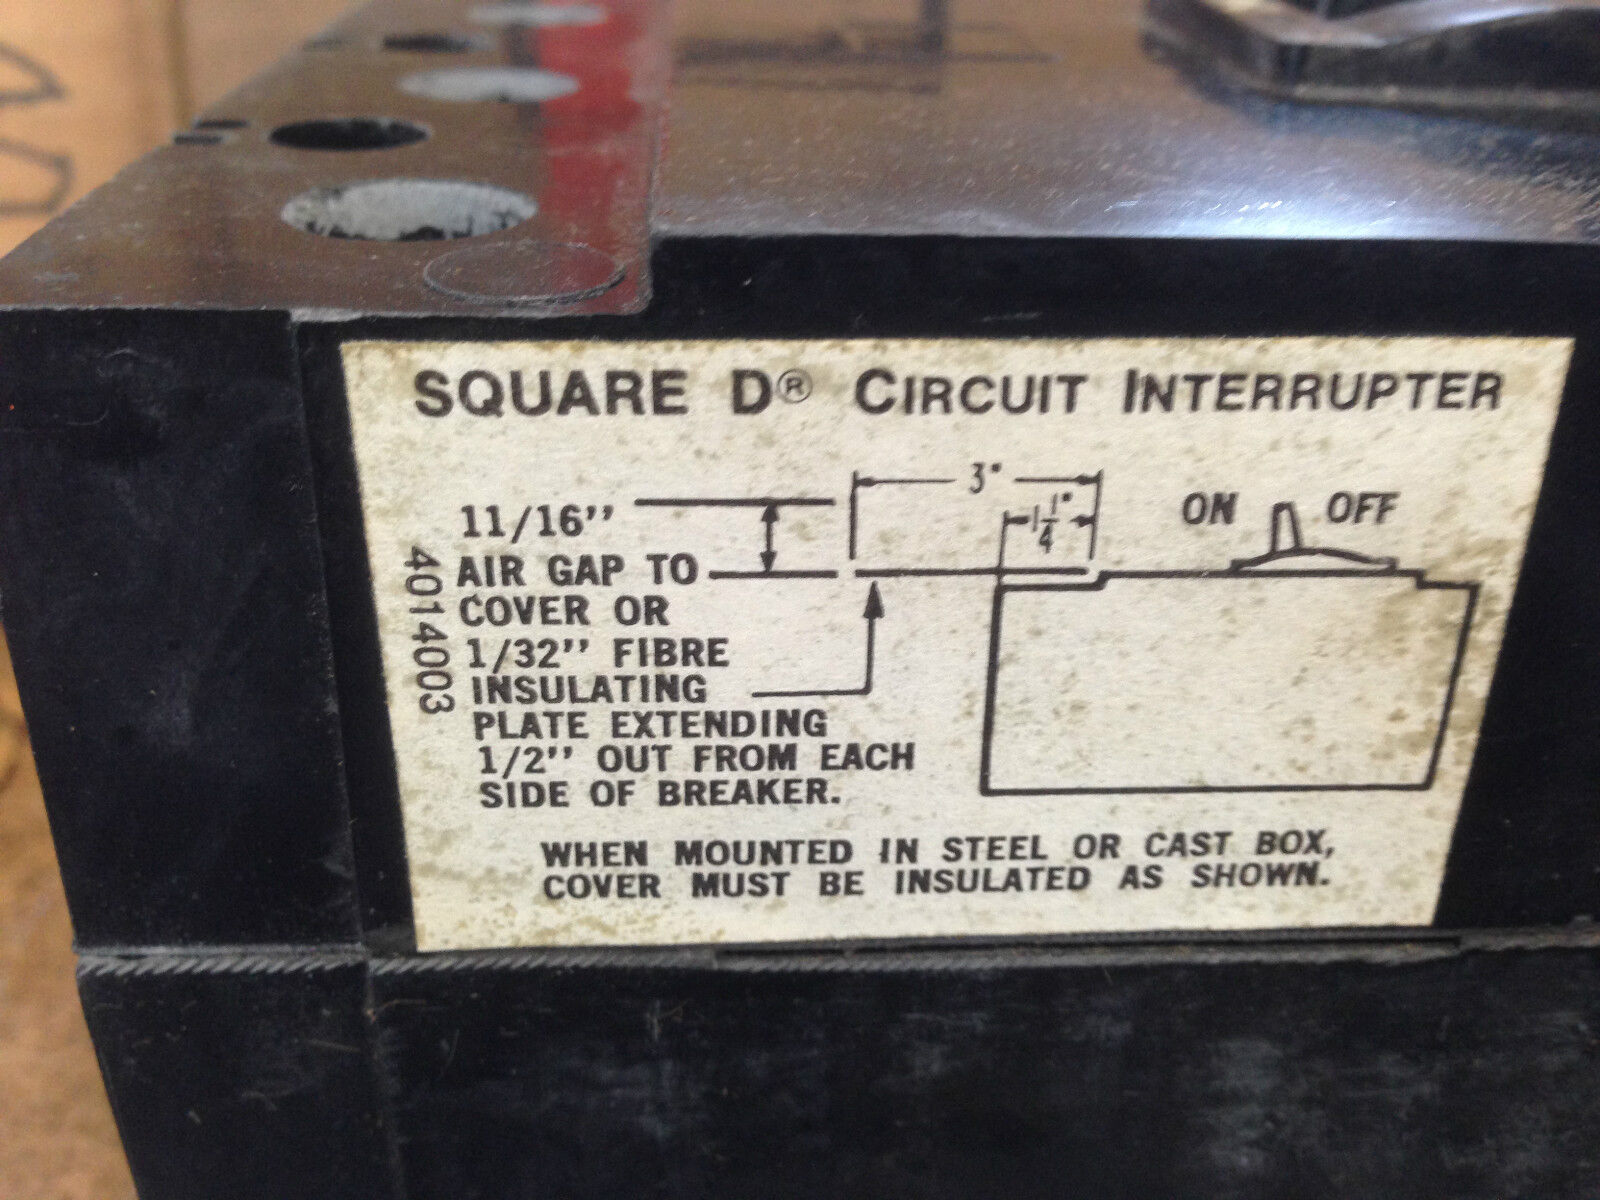 SQUARE D® CIRCUIT INTERRUPTER
3"
1 1/4"
ON OFF
11/16"
AIR GAP TO
COVER OR
1/32" FIBRE
INSULATING
PLATE EXTENDING
1/2" OUT FROM EACH
SIDE OF BREAKER.
4014003
WHEN MOUNTED IN STEEL OR CAST BOX,
COVER MUST BE INSULATED AS SHOWN.